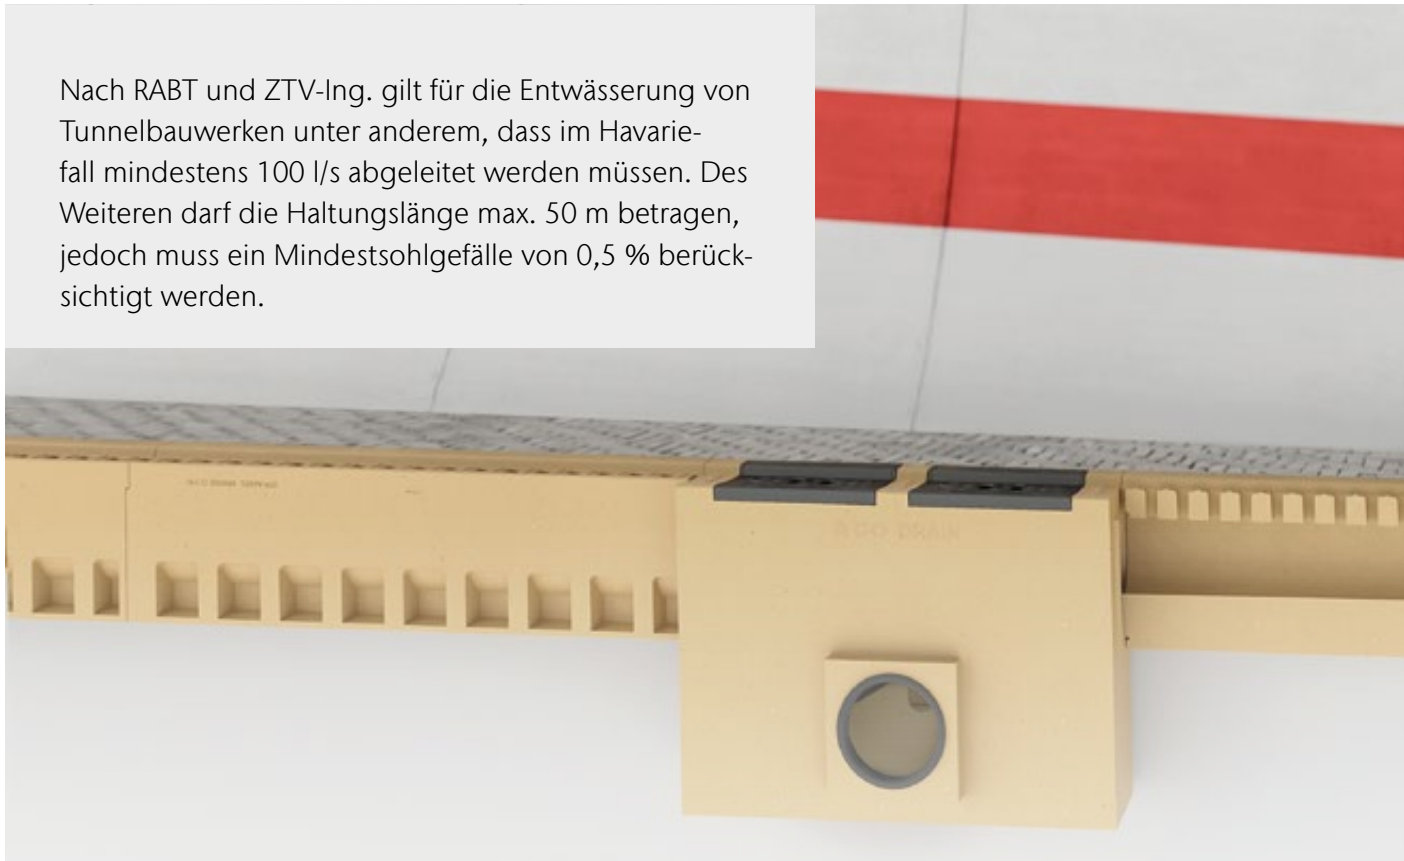 Nach RABT und ZTV-Ing. gilt für die Entwässerung von
Tunnelbauwerken unter anderem, dass im Havarie-
fall mindestens 100 l/s abgeleitet werden müssen. Des
Weiteren darf die Haltungslänge max. 50 m betragen,
jedoch muss ein Mindestsohlgefälle von 0,5 % berück-
sichtigt werden.
ACO DRAIN